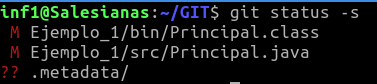 inf1@Salesianas:~/GIT$ git status -s
 M Ejemplo_1/bin/Principal.class
 M Ejemplo_1/src/Principal.java
?? .metadata/